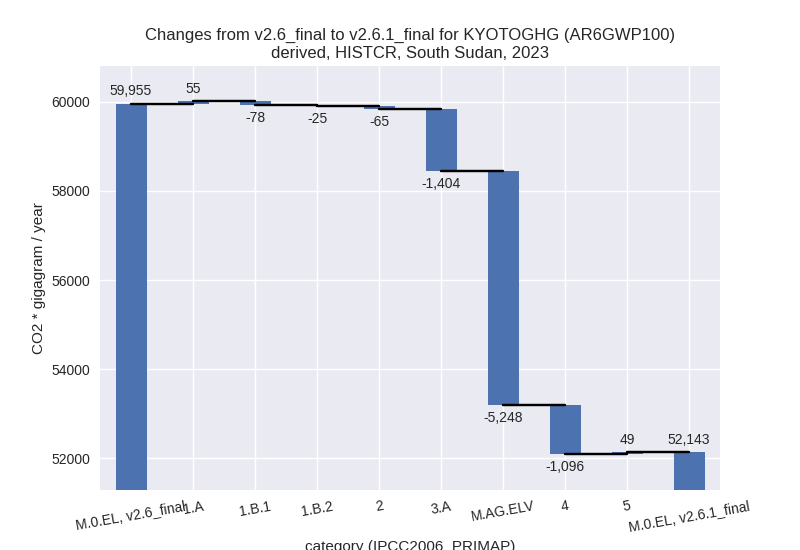 Changes from v2.6_final to v2.6.1_final for KYOTOGHG (AR6GWP100)
derived, HISTCR, South Sudan, 2023
CO2 * gigagram / year
60000
58000
56000
54000
52000
59,955
55
-78
-25
-65
-1,404
-5,248
-1,096
49
52,143
M.0.EL, v2.6_final
1.A
1.B.1
1.B.2
2
3.A
M.AG.ELV
4
5
M.0.EL, v2.6.1_final
category (IPCC2006_PRIMAP)